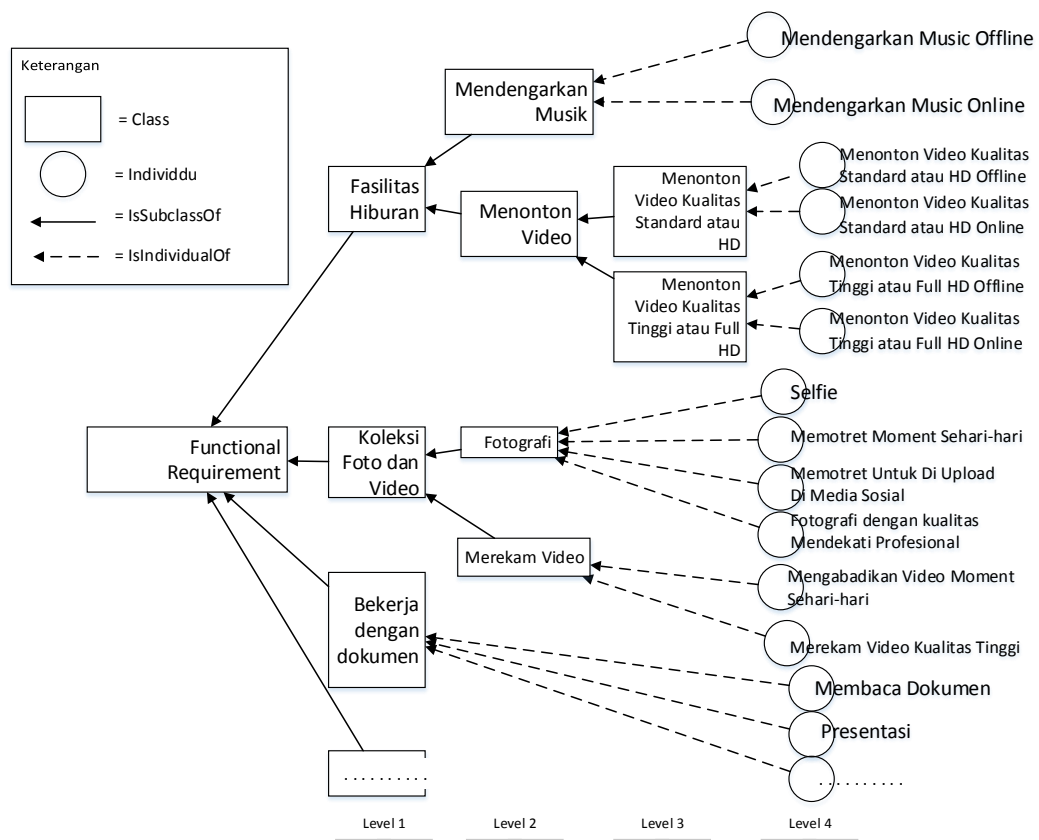 Keterangan
= Class
= Individdu
= IsSubclassOf
= IsIndividualOf
Mendengarkan
Musik
Mendengarkan Music Offline
Mendengarkan Music Online
Fasilitas
Hiburan
Menonton
Video
Menonton
Video Kualitas
Standard atau
HD
Menonton Video Kualitas
Standard atau HD Offline
Menonton Video Kualitas
Standard atau HD Online
Menonton
Video Kualitas
Tinggi atau Full
HD
Menonton Video Kualitas
Tinggi atau Full HD Offline
Menonton Video Kualitas
Tinggi atau Full HD Online
Functional
Requirement
Koleksi
Foto dan
Video
Fotografi
Selfie
Memotret Moment Sehari-hari
Memotret Untuk Di Upload
Di Media Sosial
Fotografi dengan kualitas
Mendekati Profesional
Merekam Video
Mengabadikan Video Moment
Sehari-hari
Merekam Video Kualitas Tinggi
Bekerja
dengan
dokumen
Membaca Dokumen
Presentasi
. . . . . . . . . .
. . . . . . . . . .
Level 1
Level 2
Level 3
Level 4